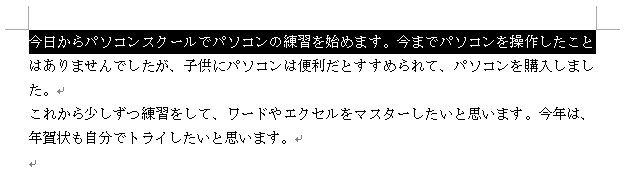 今日からパソコンスクールでパソコンの練習を始めます。今までパソコンを操作したこと
はありませんでしたが、子供にパソコンは便利だとすすめられて、パソコンを購入しまし
た。
これから少しずつ練習をして、ワードやエクセルをマスターしたいと思います。今年は、
年賀状も自分でトライしたいと思います。